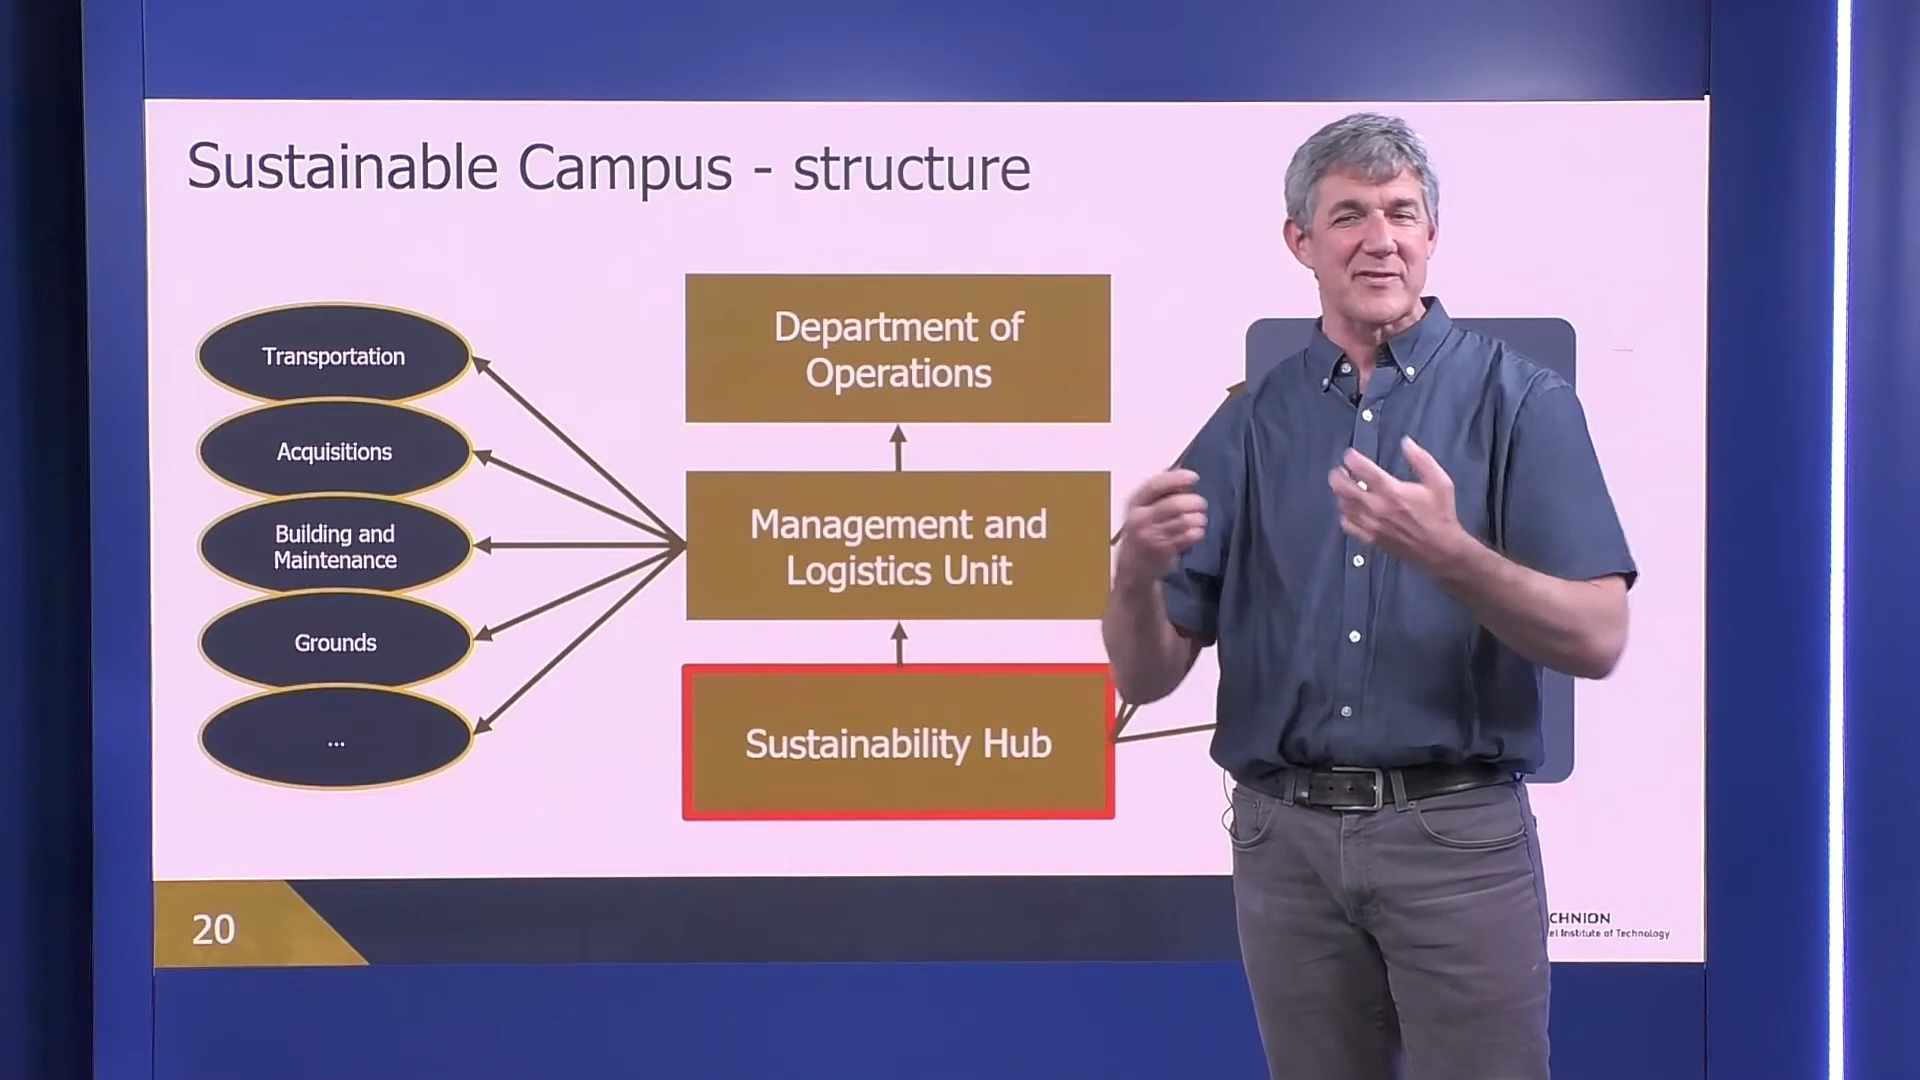 Sustainable Campus - structure
Transportation
Acquisitions
Building and
Maintenance
Grounds
...
Department of
Operations
Management and
Logistics Unit
Sustainability Hub
20
CHNION
el Institute of Technology